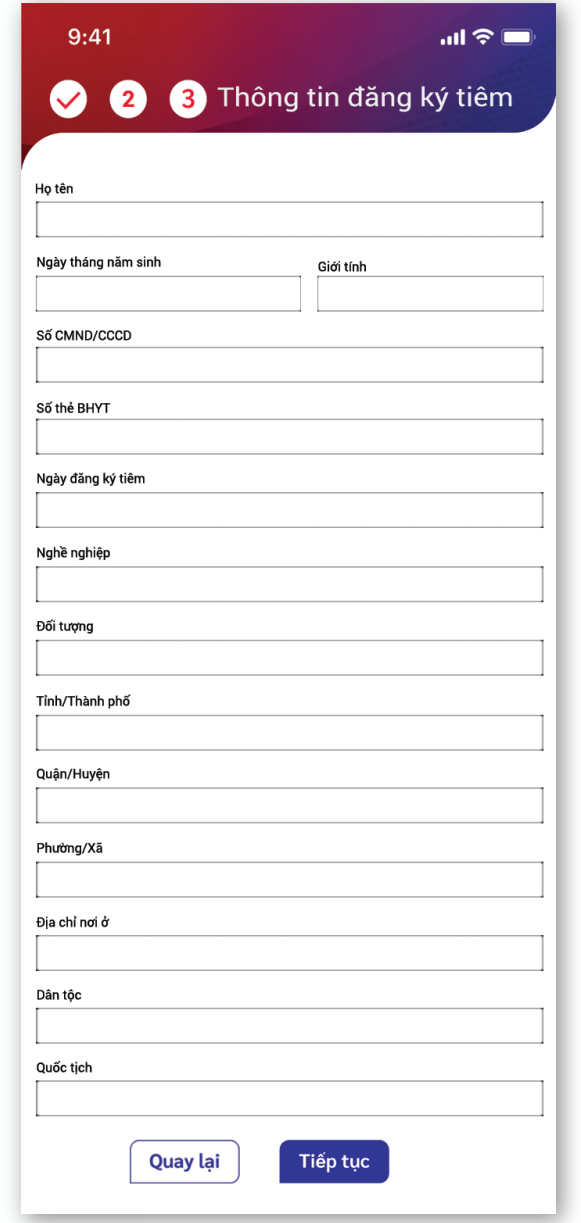 9:41
2 3 Thông tin đăng ký tiêm
Họ tên
Ngày tháng năm sinh Giới tính
Số CMND/CCCD
Số thẻ BHYT
Ngày đăng ký tiêm
Nghề nghiệp
Đối tượng
Tỉnh/Thành phố
Quận/Huyện
Phường/Xã
Địa chỉ nơi ở
Dân tộc
Quốc tịch
Quay lại Tiếp tục